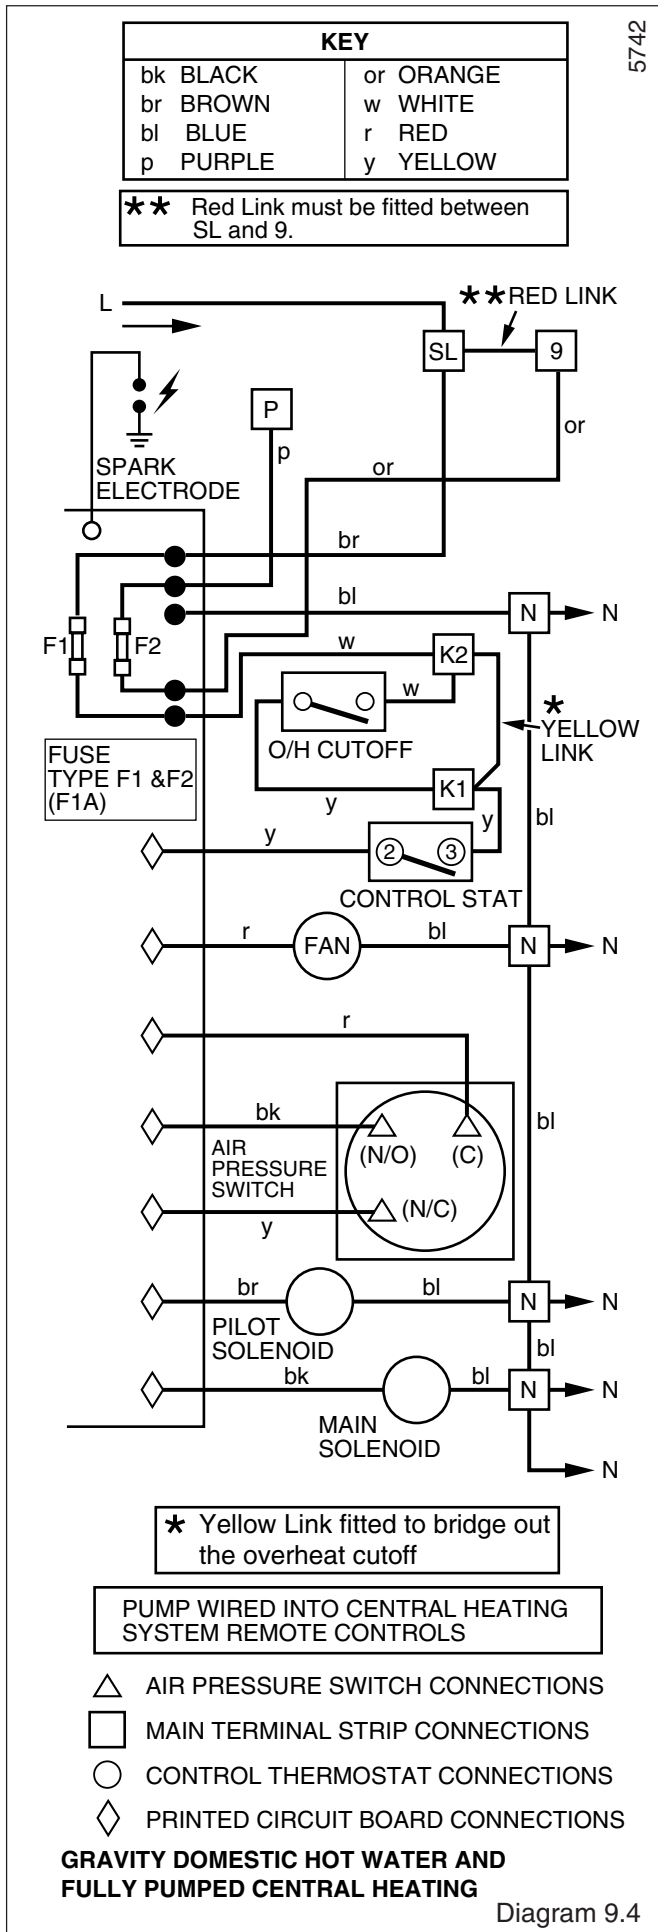 5742
KEY
bk BLACK
or ORANGE
br BROWN
w WHITE
bl BLUE
r RED
p PURPLE
y YELLOW
** Red Link must be fitted between
SL and 9.
L
**RED LINK
SL
9
P
or
p
SPARK
ELECTRODE
or
br
bl
N
N
F1
F2
w
K2
w
*
YELLOW
LINK
O/H CUTOFF
FUSE
TYPE F1 &F2
(F1A)
K1
y
y
bl
y
2
3
CONTROL STAT
r
FAN
bl
N
N
r
bk
bl
AIR
PRESSURE
SWITCH
(N/O)
(C)
(N/C)
y
br
bl
N
N
PILOT
SOLENOID
bl
bk
bl
N
N
MAIN
SOLENOID
N
* Yellow Link fitted to bridge out
the overheat cutoff
PUMP WIRED INTO CENTRAL HEATING
SYSTEM REMOTE CONTROLS
AIR PRESSURE SWITCH CONNECTIONS
MAIN TERMINAL STRIP CONNECTIONS
CONTROL THERMOSTAT CONNECTIONS
PRINTED CIRCUIT BOARD CONNECTIONS
GRAVITY DOMESTIC HOT WATER AND
FULLY PUMPED CENTRAL HEATING
Diagram 9.4